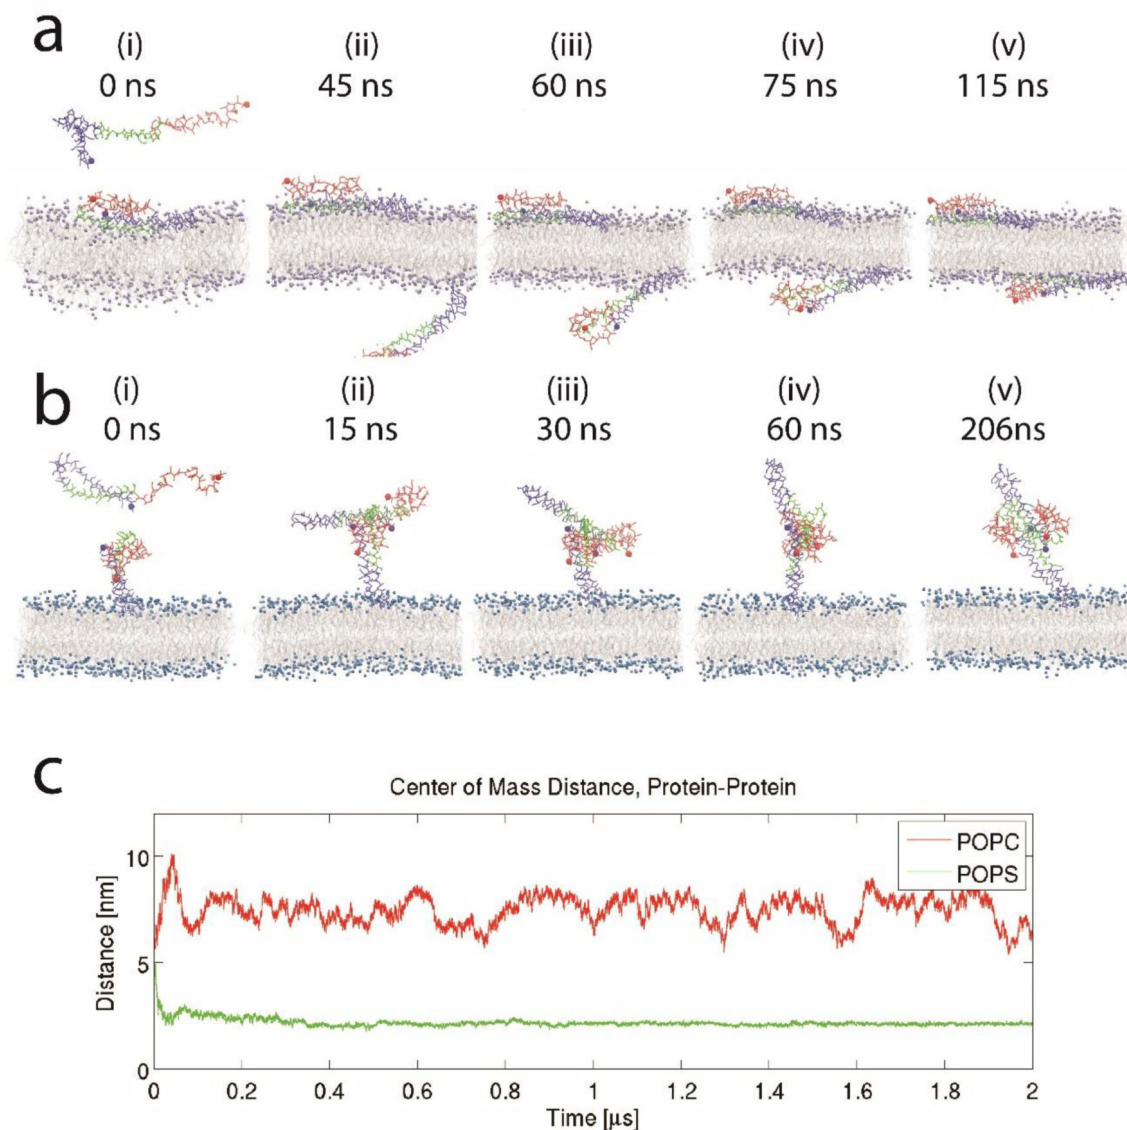 a
(i) (ii) (iii) (iv) (v)
0 ns 45 ns 60 ns 75 ns 115 ns
b
(i) (ii) (iii) (iv) (v)
0 ns 15 ns 30 ns 60 ns 206ns
c
Center of Mass Distance, Protein-Protein
POPC
POPS
Distance [nm]
10
5
0
0 0.2 0.4 0.6 0.8 1 1.2 1.4 1.6 1.8 2
Time [μs]